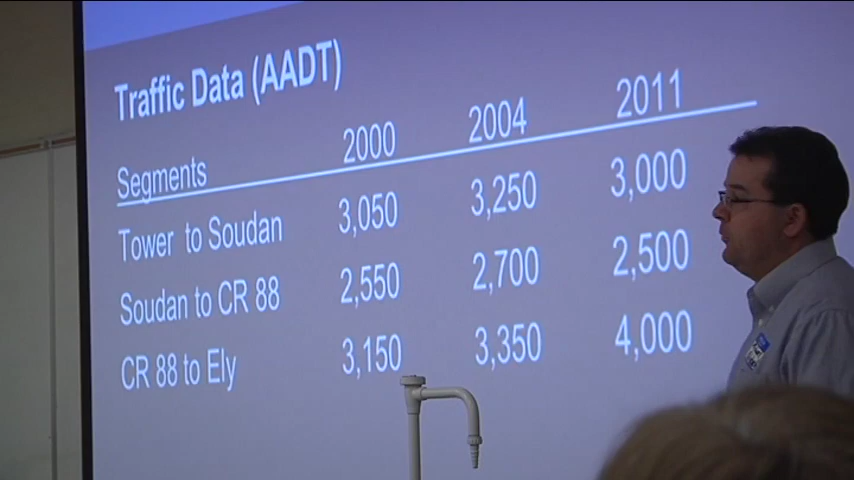 Traffic Data (AADT)
Segments 2000 2004 2011
Tower to Soudan 3,050 3,250 3,000
Soudan to CR 88 2,550 2,700 2,500
CR 88 to Ely 3,150 3,350 4,000